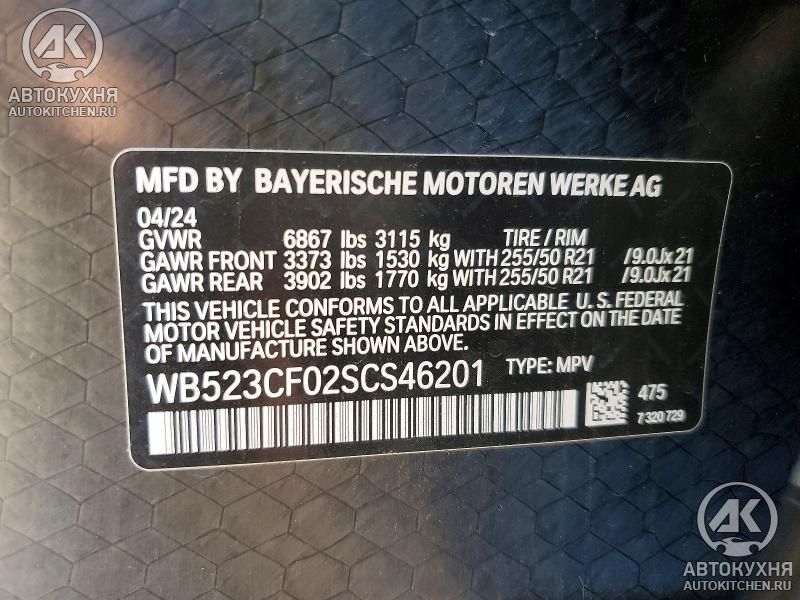 AK
АВТОКУХНЯ
AUTOKITCHEN.RU
MFD BY BAYERISCHE MOTOREN WERKE AG
04/24
GVWR 6867 lbs 3115 kg TIRE / RIM
GAWR FRONT 3373 lbs 1530 kg WITH 255/50 R21 /9.0Jx21
GAWR REAR 3902 lbs 1770 kg WITH 255/50 R21 /9.0Jx21
THIS VEHICLE CONFORMS TO ALL APPLICABLE U. S. FEDERAL
MOTOR VEHICLE SAFETY STANDARDS IN EFFECT ON THE DATE
OF MANUFACTURE SHOWN ABOVE.
WB523CF02SCS46201 TYPE: MPV
475
7 320 729
AK
АВТОКУХНЯ
AUTOKITCHEN.RU